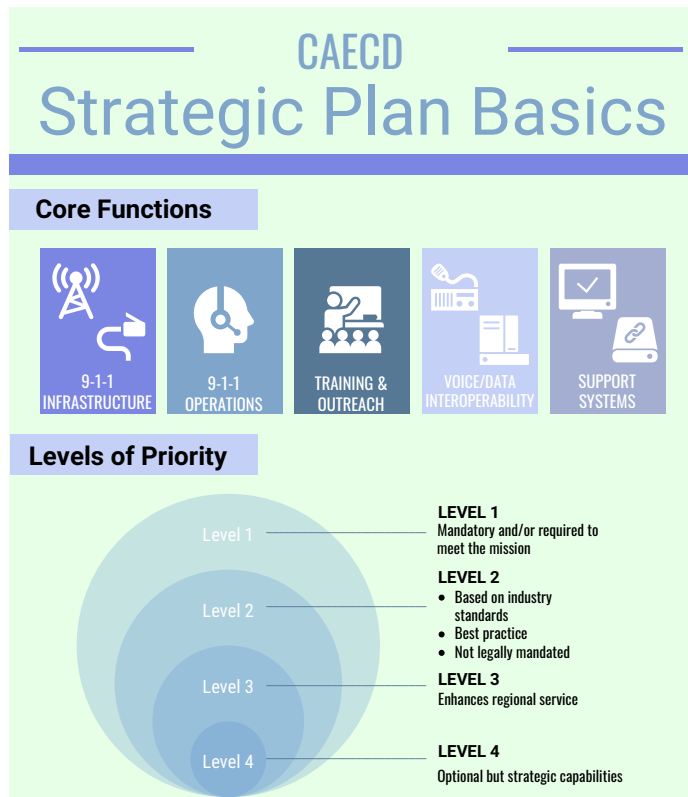 CAECD
Strategic Plan Basics
Core Functions
9-1-1
INFRASTRUCTURE
9-1-1
OPERATIONS
TRAINING &
OUTREACH
VOICE/DATA
INTEROPERABILITY
SUPPORT
SYSTEMS
Levels of Priority
Level 1
LEVEL 1
Mandatory and/or required to
meet the mission
Level 2
LEVEL 2
• Based on industry
standards
• Best practice
• Not legally mandated
Level 3
LEVEL 3
Enhances regional service
Level 4
LEVEL 4
Optional but strategic capabilities